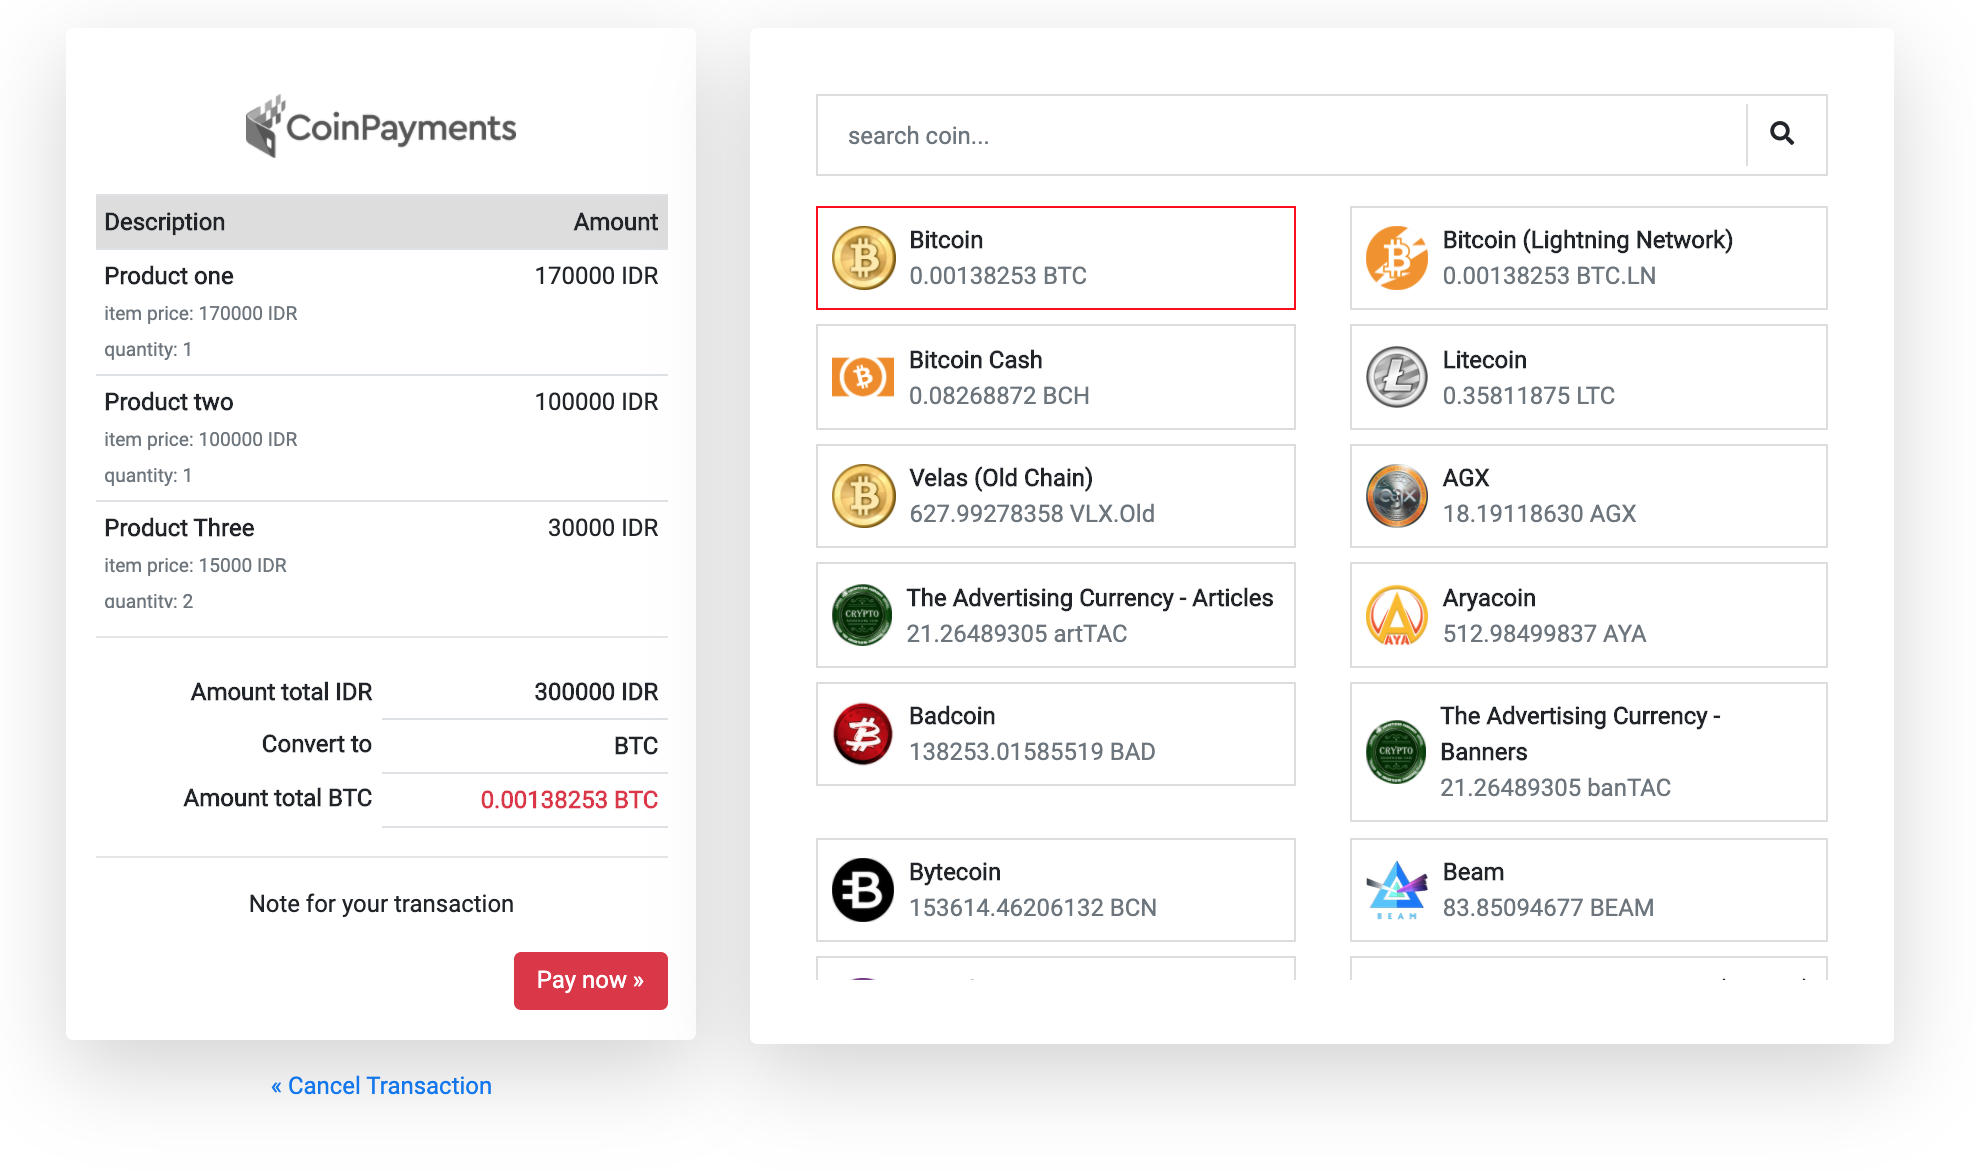 CoinPayments
Description Amount
Product one 170000 IDR
item price: 170000 IDR
quantity: 1
Product two 100000 IDR
item price: 100000 IDR
quantity: 1
Product Three 30000 IDR
item price: 15000 IDR
quantity: 2
Amount total IDR 300000 IDR
Convert to BTC
Amount total BTC 0.00138253 BTC
Note for your transaction
Pay now »
« Cancel Transaction
search coin...
Bitcoin
0.00138253 BTC
Bitcoin (Lightning Network)
0.00138253 BTC.LN
Bitcoin Cash
0.08268872 BCH
Litecoin
0.35811875 LTC
Velas (Old Chain)
627.99278358 VLX.Old
AGX
18.19118630 AGX
CRYPTO
The Advertising Currency - Articles
21.26489305 artTAC
AYA
Aryacoin
512.98499837 AYA
Badcoin
138253.01585519 BAD
CRYPTO
The Advertising Currency -
Banners
21.26489305 banTAC
Bytecoin
153614.46206132 BCN
BEAM
Beam
83.85094677 BEAM